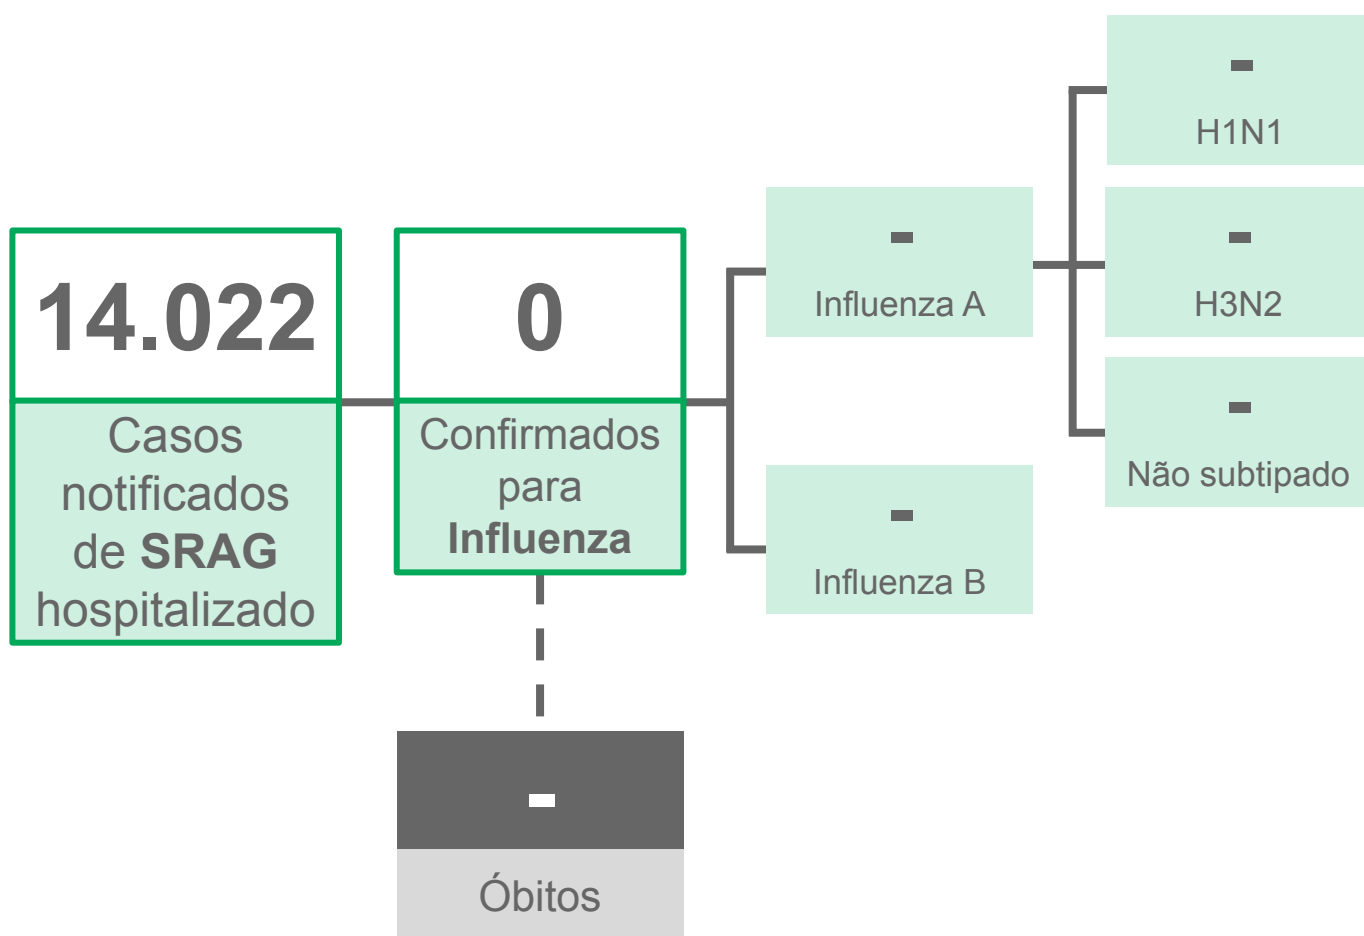 14.022
Casos
notificados
de SRAG
hospitalizado
0
Confirmados
para
Influenza
-
Óbitos
-
Influenza A
-
Influenza B
-
H1N1
-
H3N2
-
Não subtipado